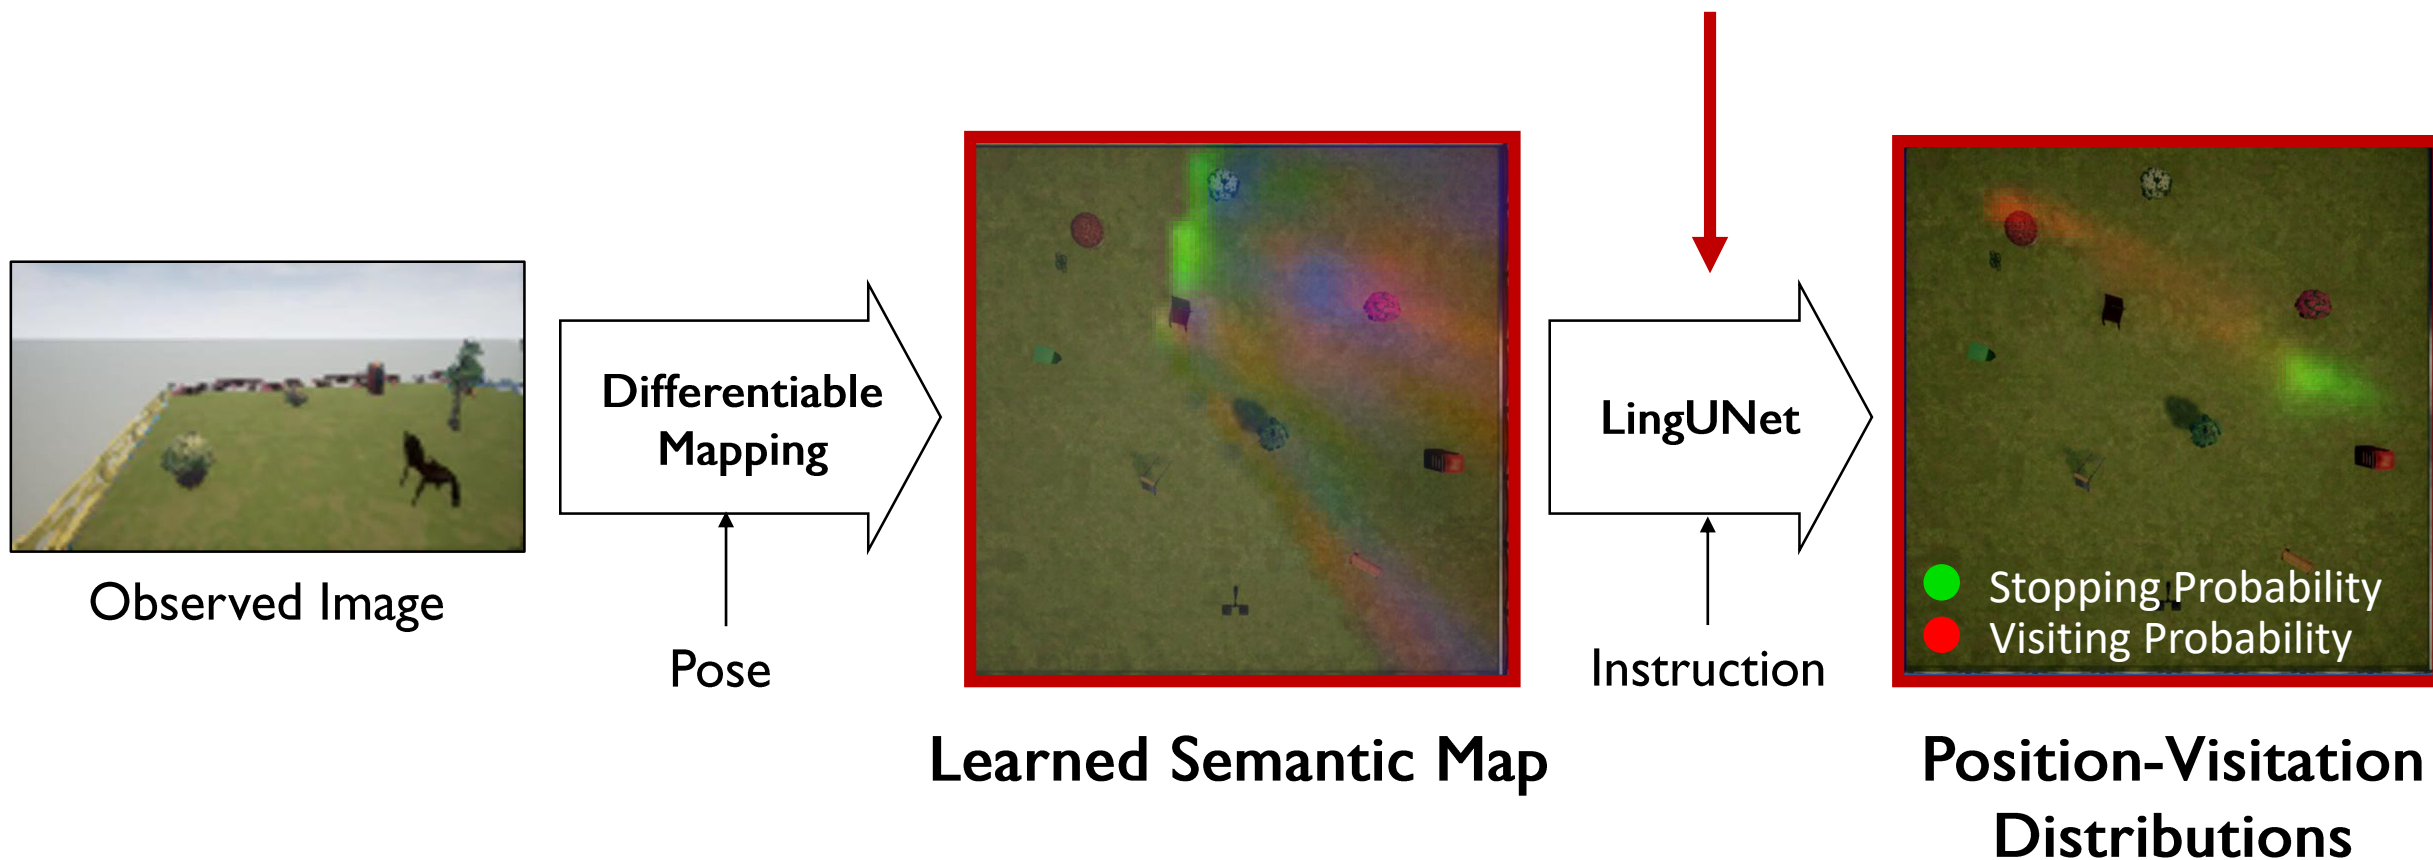 Observed Image
Differentiable
Mapping
Pose
Learned Semantic Map
LingUNet
Instruction
Stopping Probability
Visiting Probability
Position-Visitation
Distributions